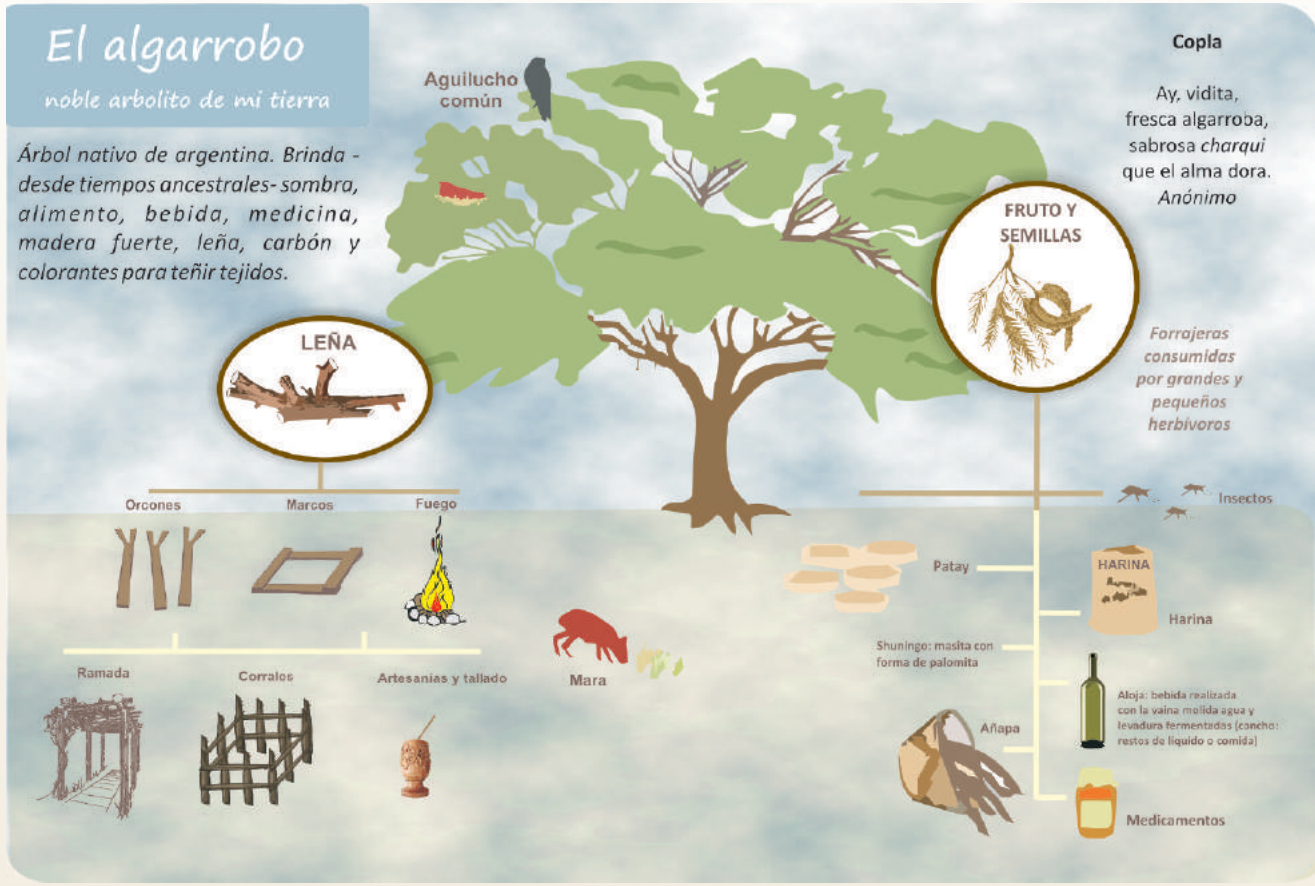 El algarrobo
noble arbolito de mi tierra
Árbol nativo de argentina. Brinda -
desde tiempos ancestrales- sombra,
alimento, bebida, medicina,
madera fuerte, leña, carbón y
colorantes para teñir tejidos.
Aguilucho
común
Copla
Ay, vidita,
fresca algarroba,
sabrosa charqui
que el alma dora.
Anónimo
FRUTO Y
SEMILLAS
Forrajeras
consumidas
por grandes y
pequeños
herbívoros
LEÑA
Orcones
Marcos
Fuego
Ramada
Corrales
Artesanías y tallado
Mara
Insectos
Patay
HARINA
Harina
Shuningo: masita con
forma de palomita
Aloja: bebida realizada
con la vaina molida agua y
levadura fermentadas (concho:
restos de líquido o comida)
Añapa
Medicamentos